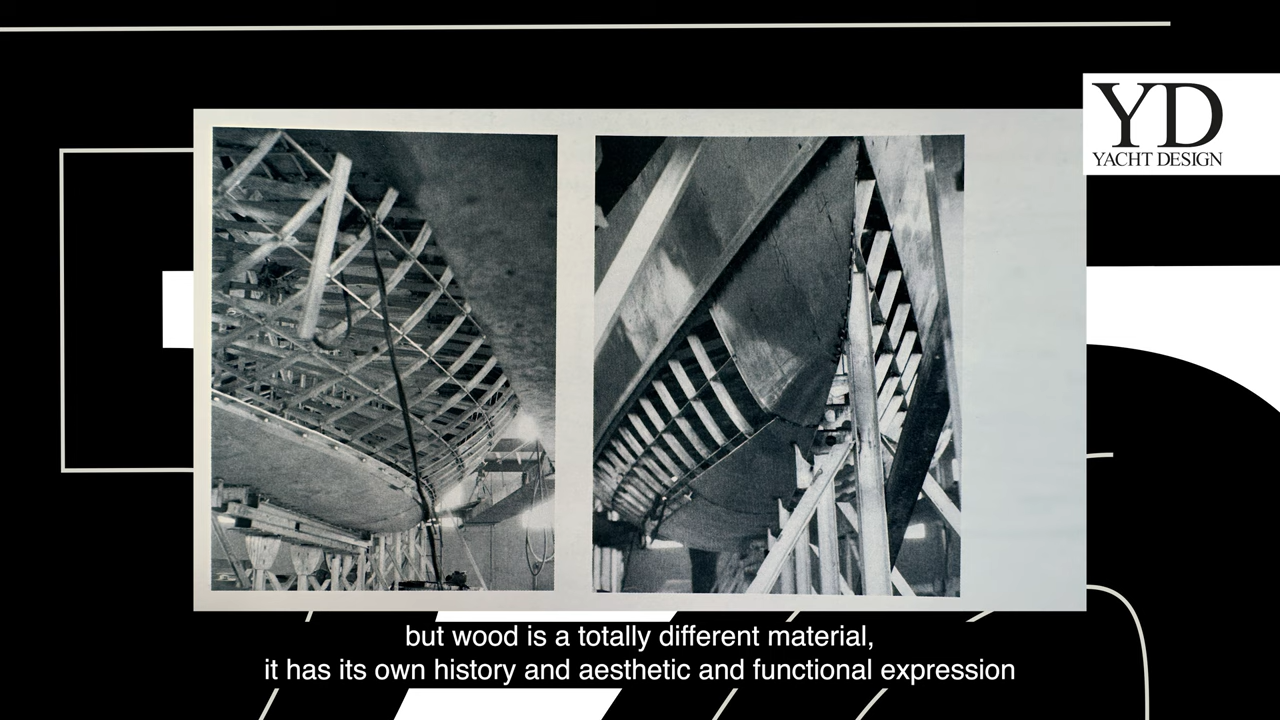 YD
YACHT DESIGN
but wood is a totally different material,
it has its own history and aesthetic and functional expression